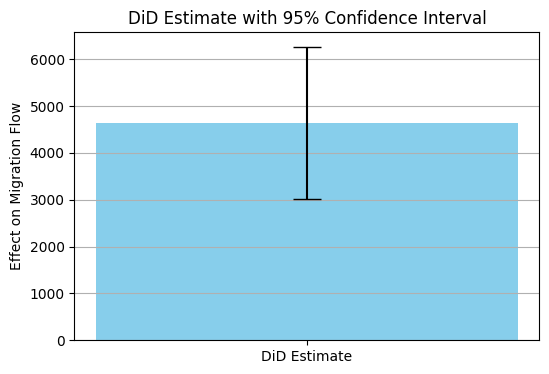 DiD Estimate with 95% Confidence Interval
Effect on Migration Flow
6000
5000
4000
3000
2000
1000
0
DiD Estimate